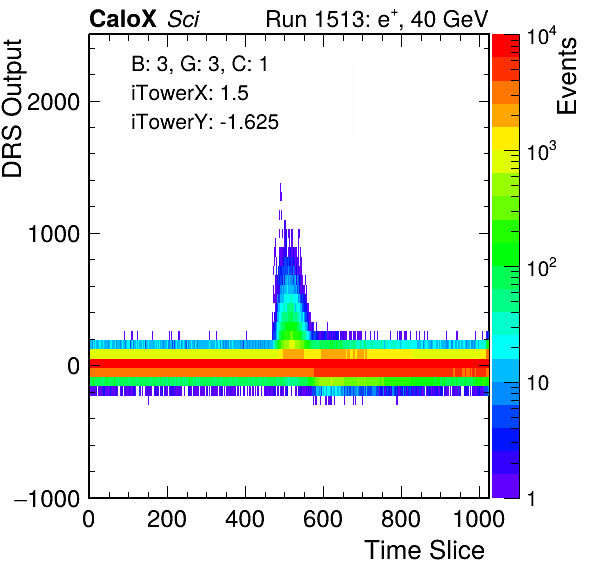 CaloX Sci Run 1513: e⁺, 40 GeV
B: 3, G: 3, C: 1
iTowerX: 1.5
iTowerY: -1.625
DRS Output
2000
1000
0
−1000
0 200 400 600 800 1000
Time Slice
Events
10⁴
10³
10²
10
1